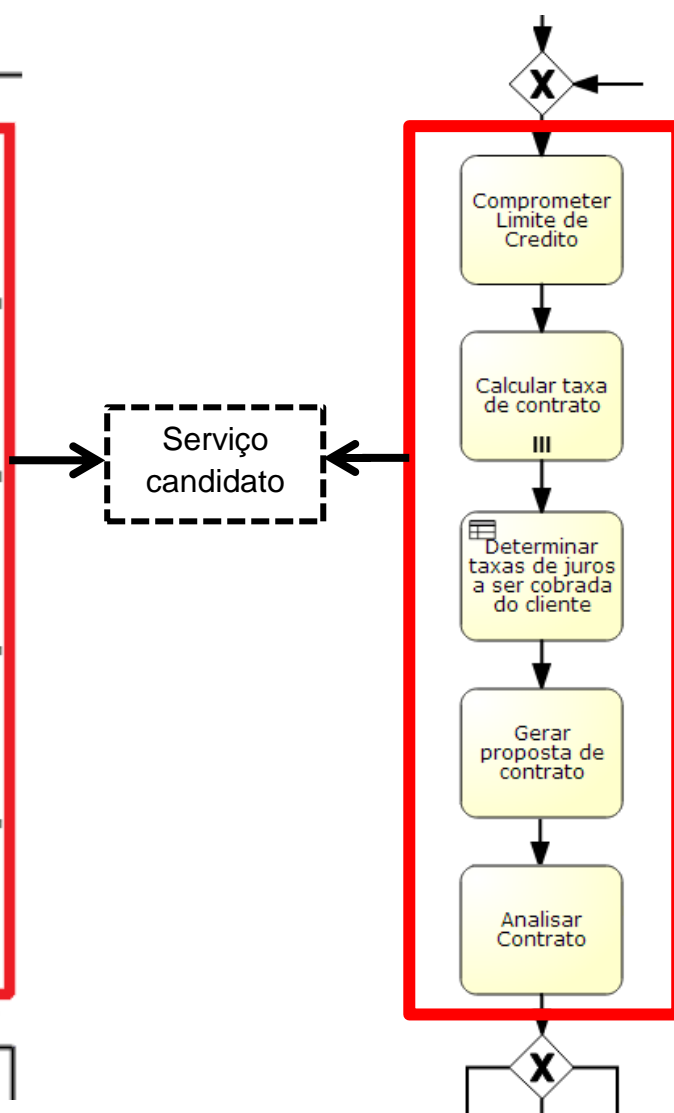 X
Comprometer
Limite de
Credito
Calcular taxa
de contrato
Serviço
candidato
Determinar
taxas de juros
a ser cobrada
do cliente
Gerar
proposta de
contrato
Analisar
Contrato
X